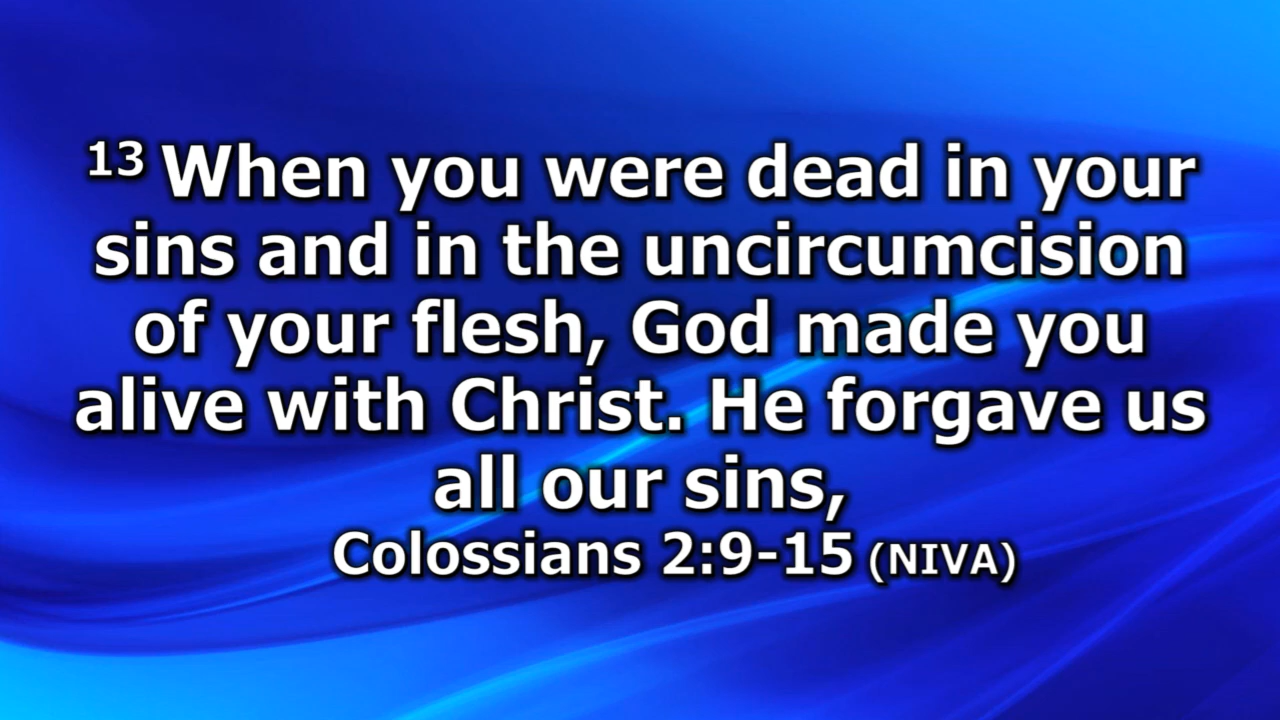 13 When you were dead in your
sins and in the uncircumcision
of your flesh, God made you
alive with Christ. He forgave us
all our sins,
Colossians 2:9-15 (NIVA)